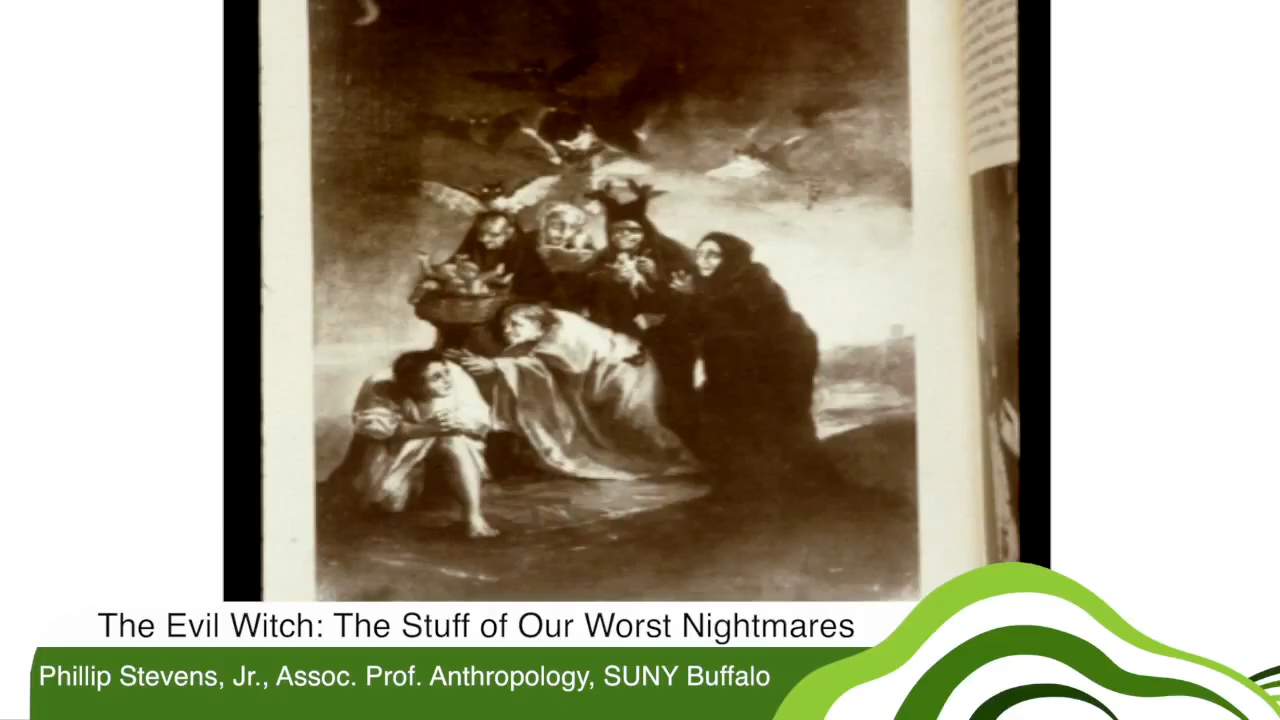 The Evil Witch: The Stuff of Our Worst Nightmares
Phillip Stevens, Jr., Assoc. Prof. Anthropology, SUNY Buffalo